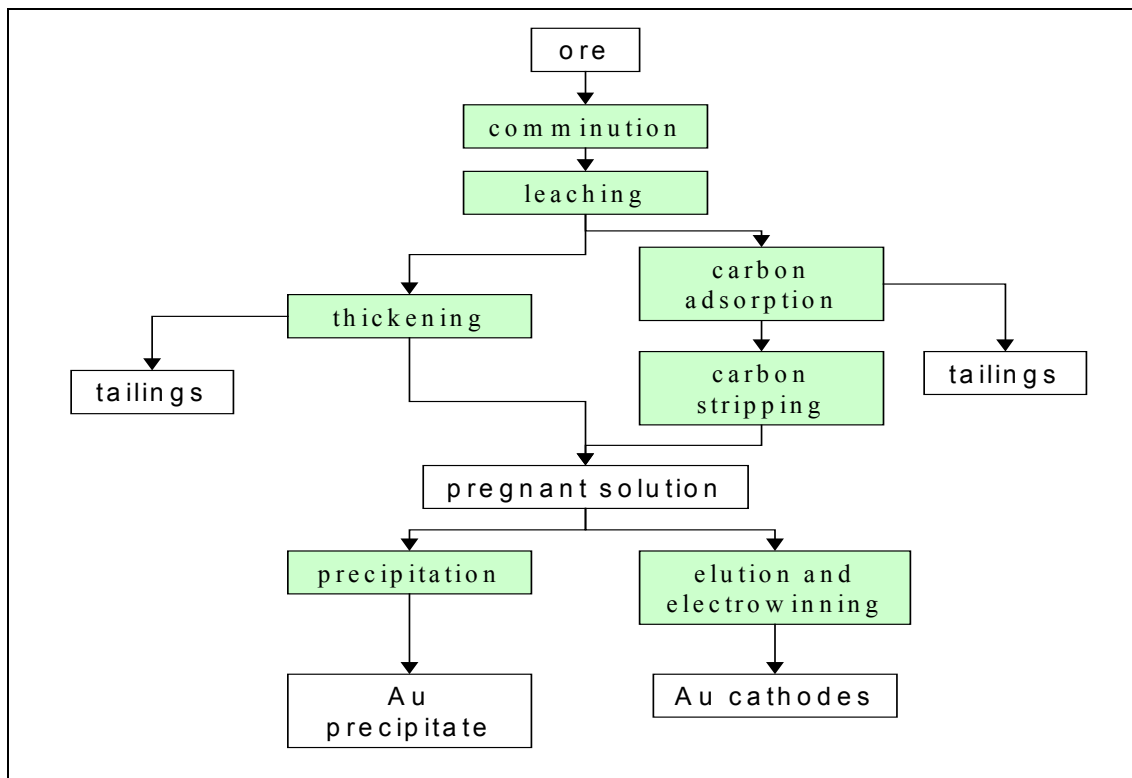 ore
comminution
leaching
carbon
adsorption
thickening
tailings
carbon
stripping
tailings
pregnant solution
precipitation
elution and
electrowinning
Au
precipitate
Au cathodes